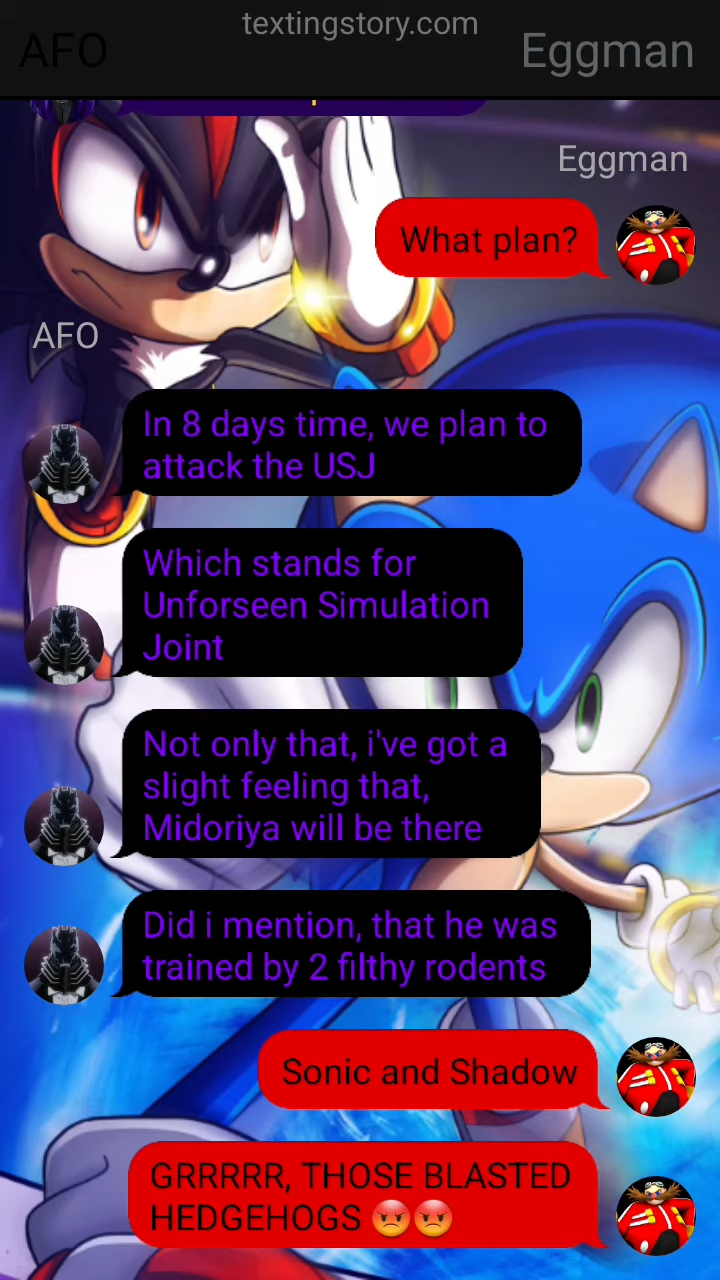 textingstory.com
AFO
Eggman
Eggman
What plan?
AFO
In 8 days time, we plan to
attack the USJ
Which stands for
Unforseen Simulation
Joint
Not only that, i've got a
slight feeling that,
Midoriya will be there
Did i mention, that he was
trained by 2 filthy rodents
Sonic and Shadow
GRRRRR, THOSE BLASTED
HEDGEHOGS 😡😡